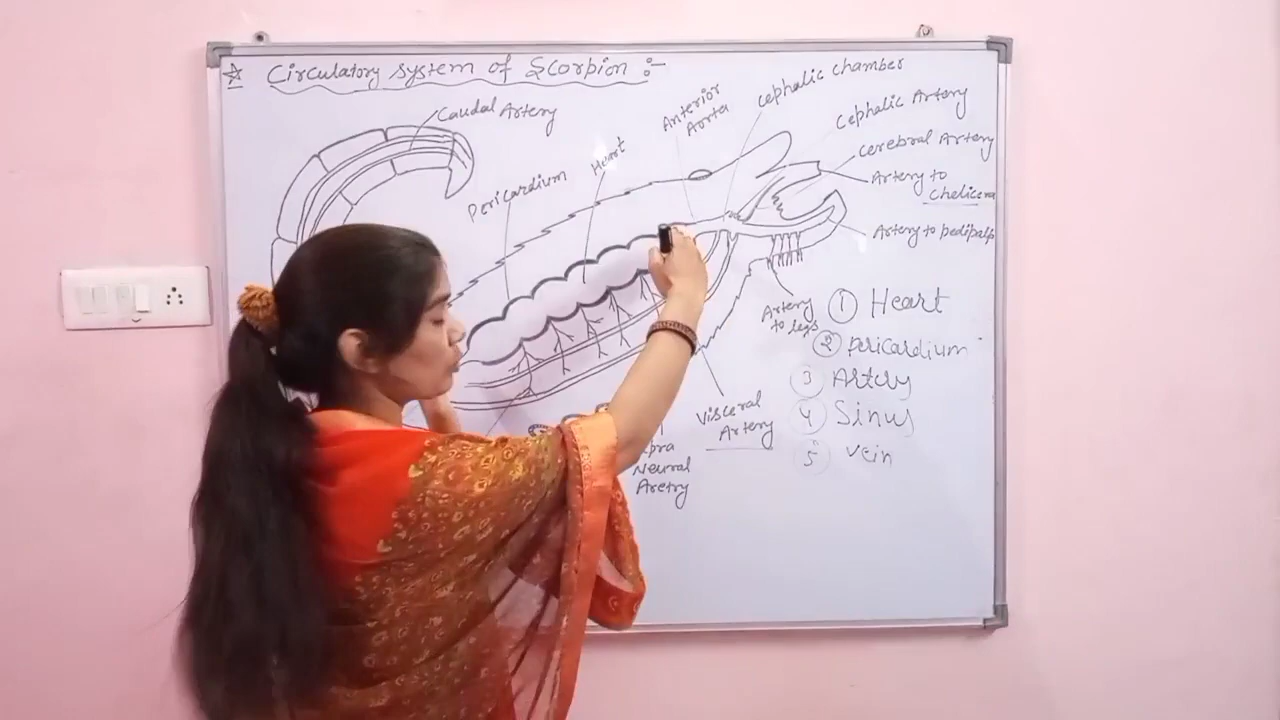 ☆ Circulatory system of Scorpion :-
Caudal Artery
Pericardium
Heart
Anterior
Aorta
cephalic chamber
cephalic Artery
cerebral Artery
Artery to
chelicera
Artery to pedipalp
Artery
to legs
Visceral
Artery
Neural
Aretry
① Heart
② pericardium
③ Artery
④ Sinus
⑤ vein